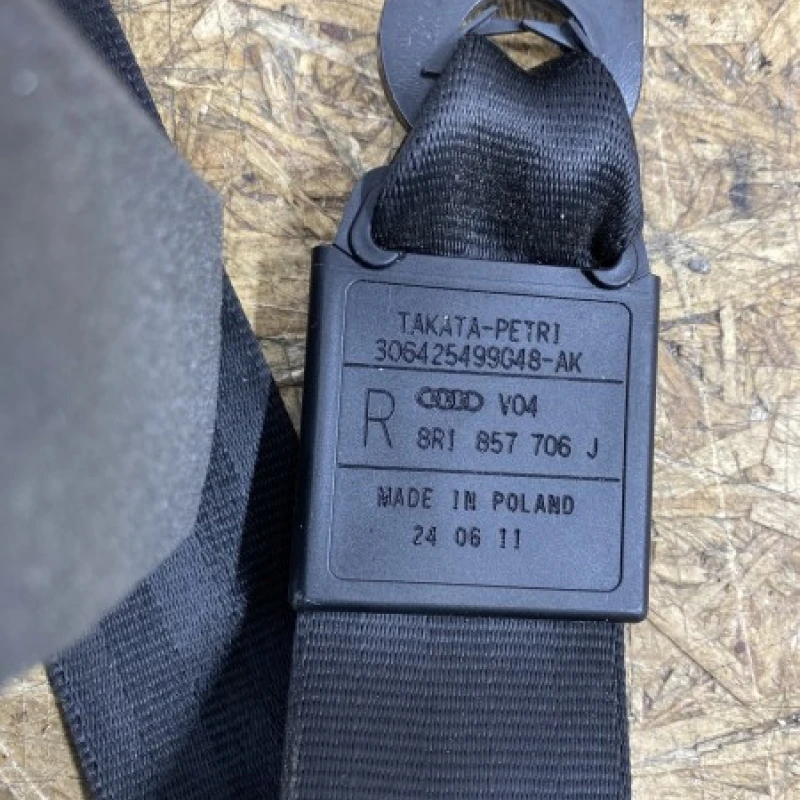 TAKATA-PETRI
306425499G48-AK
R V04
8R1 857 706 J
MADE IN POLAND
24 06 11